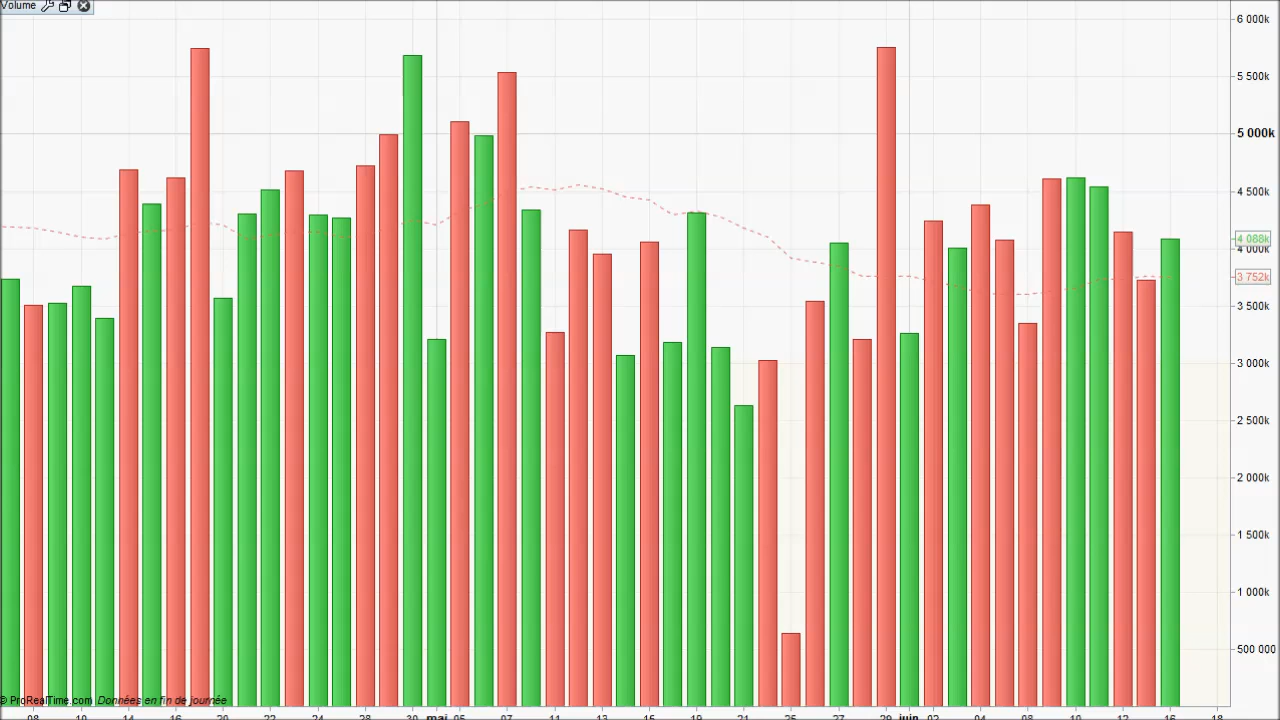 Volume
6 000k
5 500k
5 000k
4 500k
4 088k
4 000k
3 752k
3 500k
3 000k
2 500k
2 000k
1 500k
1 000k
500 000
© ProRealTime.com Données en fin de journée
08 10 14 16 20 22 24 28 30 mai 05 07 11 13 15 19 21 25 27 29 juin 02 04 08 10 12 16 18